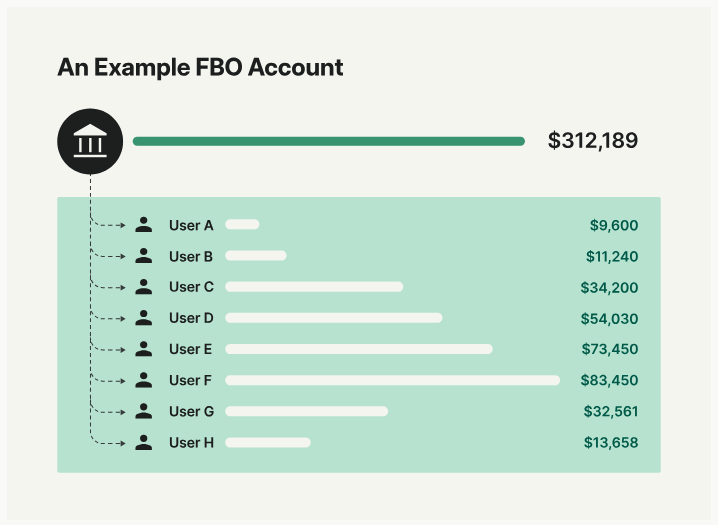 An Example FBO Account
$312,189
User A $9,600
User B $11,240
User C $34,200
User D $54,030
User E $73,450
User F $83,450
User G $32,561
User H $13,658